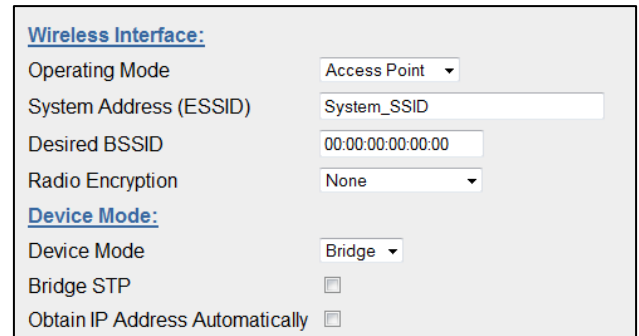 Wireless Interface:
Operating Mode Access Point
System Address (ESSID) System_SSID
Desired BSSID 00:00:00:00:00:00
Radio Encryption None
Device Mode:
Device Mode Bridge
Bridge STP
Obtain IP Address Automatically